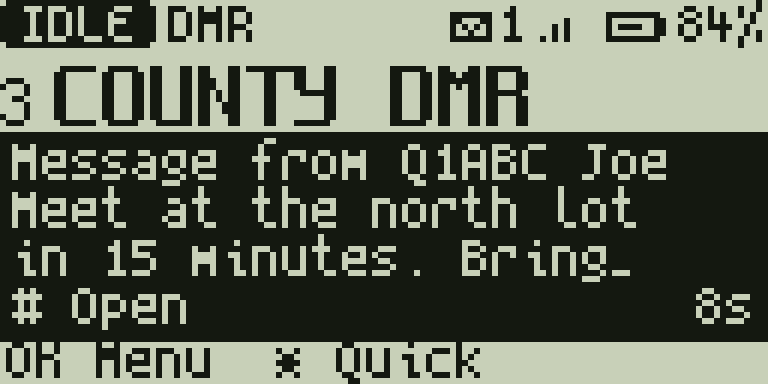 IDLE DMR 1 84%
3 COUNTY DMR
Message from Q1ABC Joe
Meet at the north lot
in 15 minutes. Bring_
# Open 8s
OK Menu * Quick